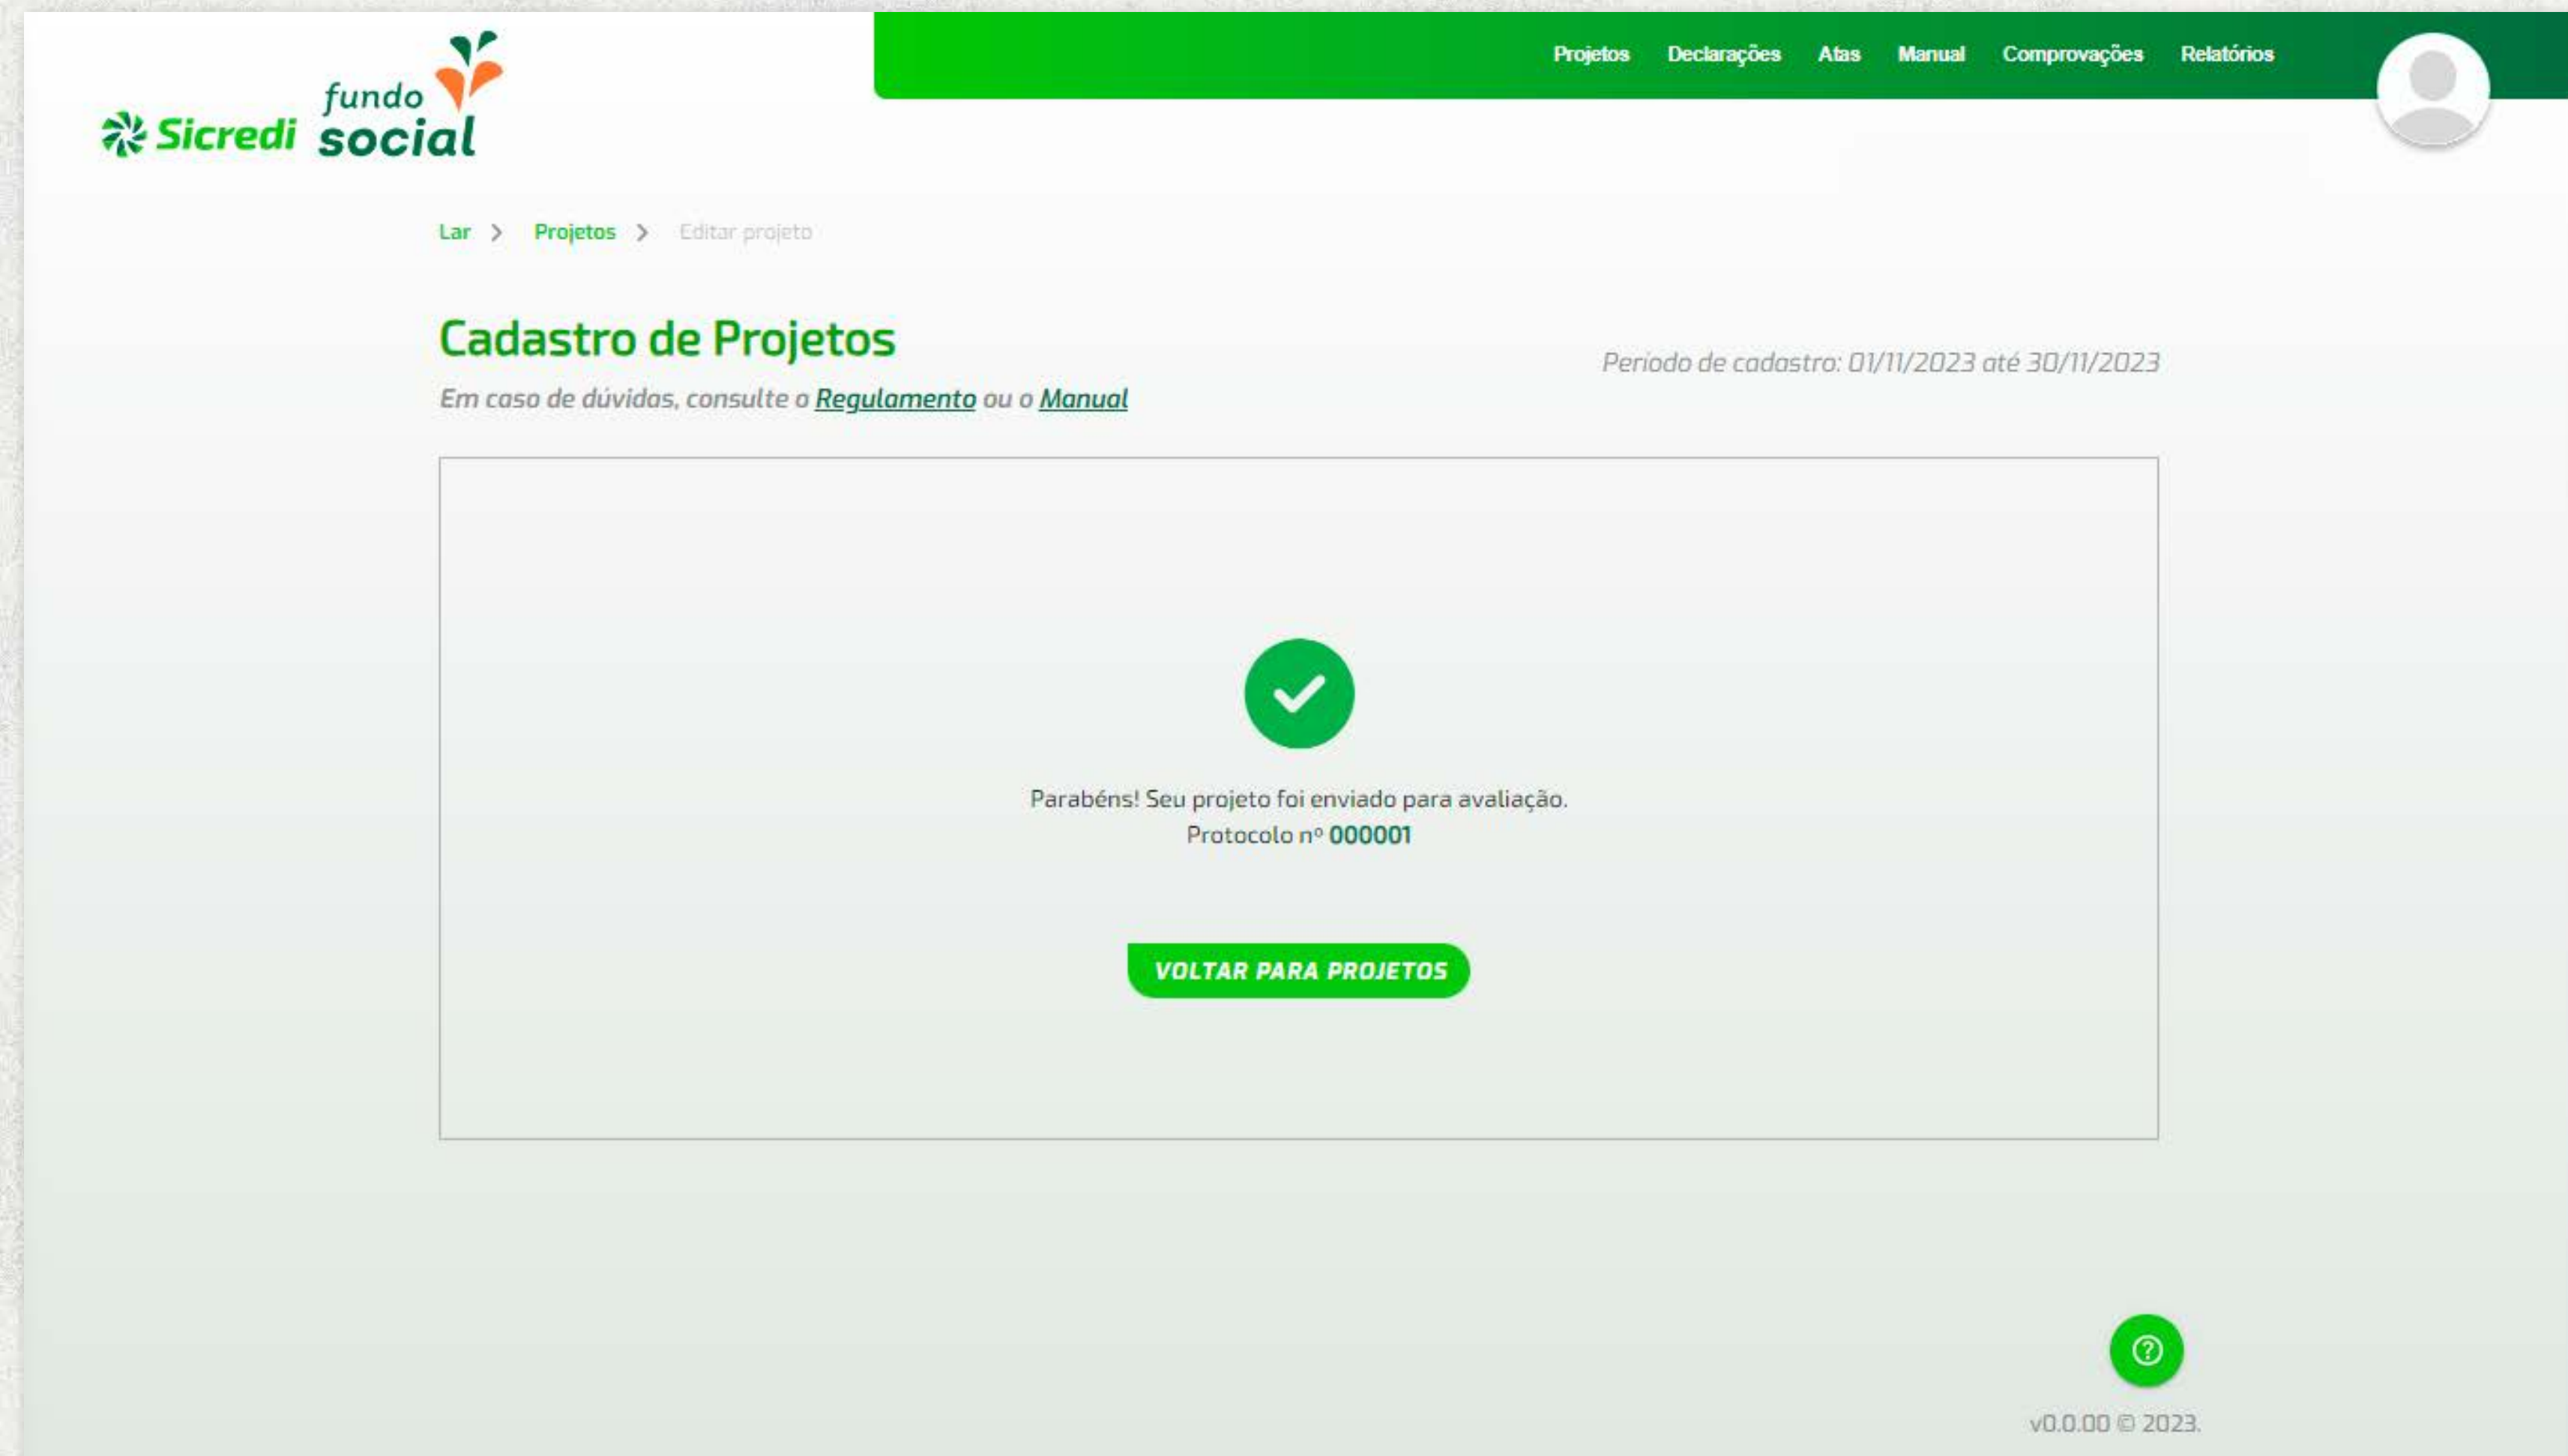 Projetos Declarações Atas Manual Comprovações Relatórios
Sicredi fundo social
Lar > Projetos > Editar projeto
Cadastro de Projetos
Período de cadastro: 01/11/2023 até 30/11/2023
Em caso de dúvidas, consulte o Regulamento ou o Manual
Parabéns! Seu projeto foi enviado para avaliação.
Protocolo nº 000001
VOLTAR PARA PROJETOS
v0.0.00 © 2023.